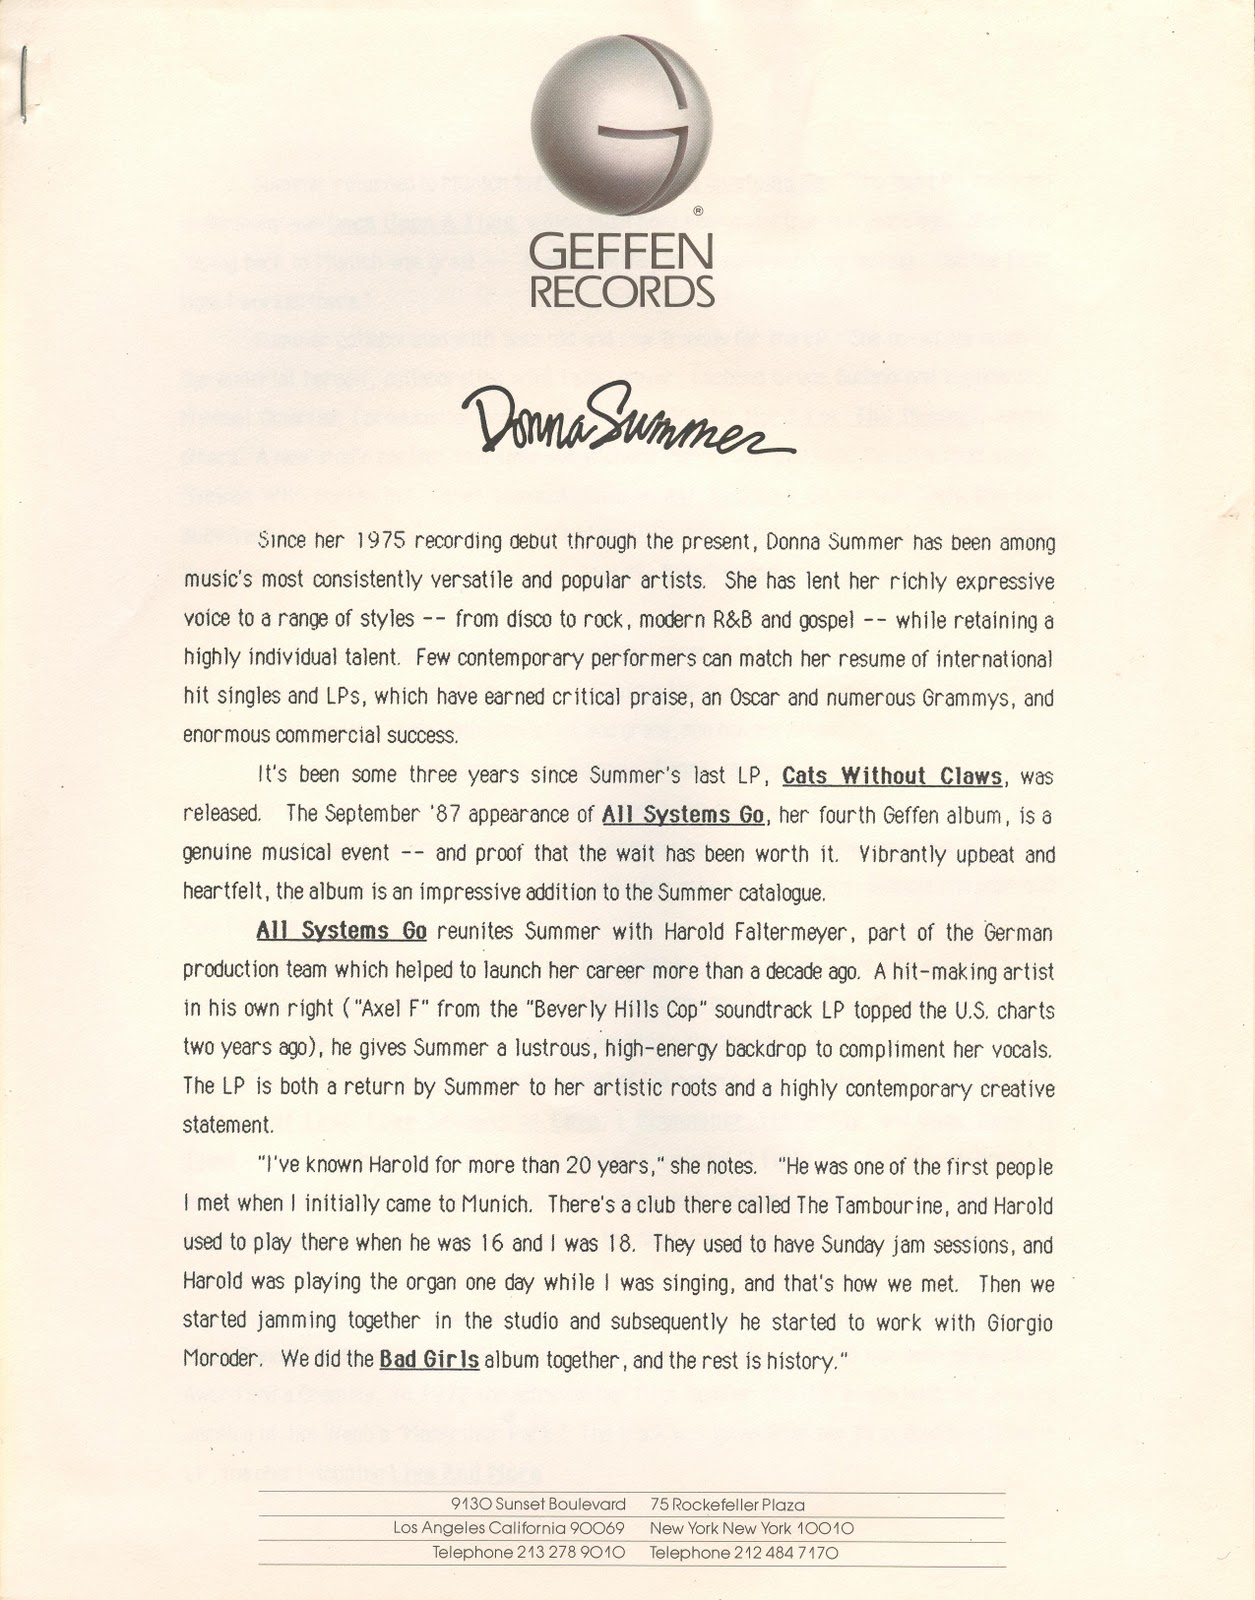 ®
GEFFEN
RECORDS
Donna Summer
Since her 1975 recording debut through the present, Donna Summer has been among
music's most consistently versatile and popular artists. She has lent her richly expressive
voice to a range of styles -- from disco to rock, modern R&B and gospel -- while retaining a
highly individual talent. Few contemporary performers can match her resume of international
hit singles and LPs, which have earned critical praise, an Oscar and numerous Grammys, and
enormous commercial success.
It's been some three years since Summer's last LP, Cats Without Claws, was
released. The September '87 appearance of All Systems Go, her fourth Geffen album, is a
genuine musical event -- and proof that the wait has been worth it. Vibrantly upbeat and
heartfelt, the album is an impressive addition to the Summer catalogue.
All Systems Go reunites Summer with Harold Faltermeyer, part of the German
production team which helped to launch her career more than a decade ago. A hit-making artist
in his own right ("Axel F" from the "Beverly Hills Cop" soundtrack LP topped the U.S. charts
two years ago), he gives Summer a lustrous, high-energy backdrop to compliment her vocals.
The LP is both a return by Summer to her artistic roots and a highly contemporary creative
statement.
"I've known Harold for more than 20 years," she notes. "He was one of the first people
I met when I initially came to Munich. There's a club there called The Tambourine, and Harold
used to play there when he was 16 and I was 18. They used to have Sunday jam sessions, and
Harold was playing the organ one day while I was singing, and that's how we met. Then we
started jamming together in the studio and subsequently he started to work with Giorgio
Moroder. We did the Bad Girls album together, and the rest is history."
9130 Sunset Boulevard 75 Rockefeller Plaza
Los Angeles California 90069 New York New York 10010
Telephone 213 278 9010 Telephone 212 484 7170